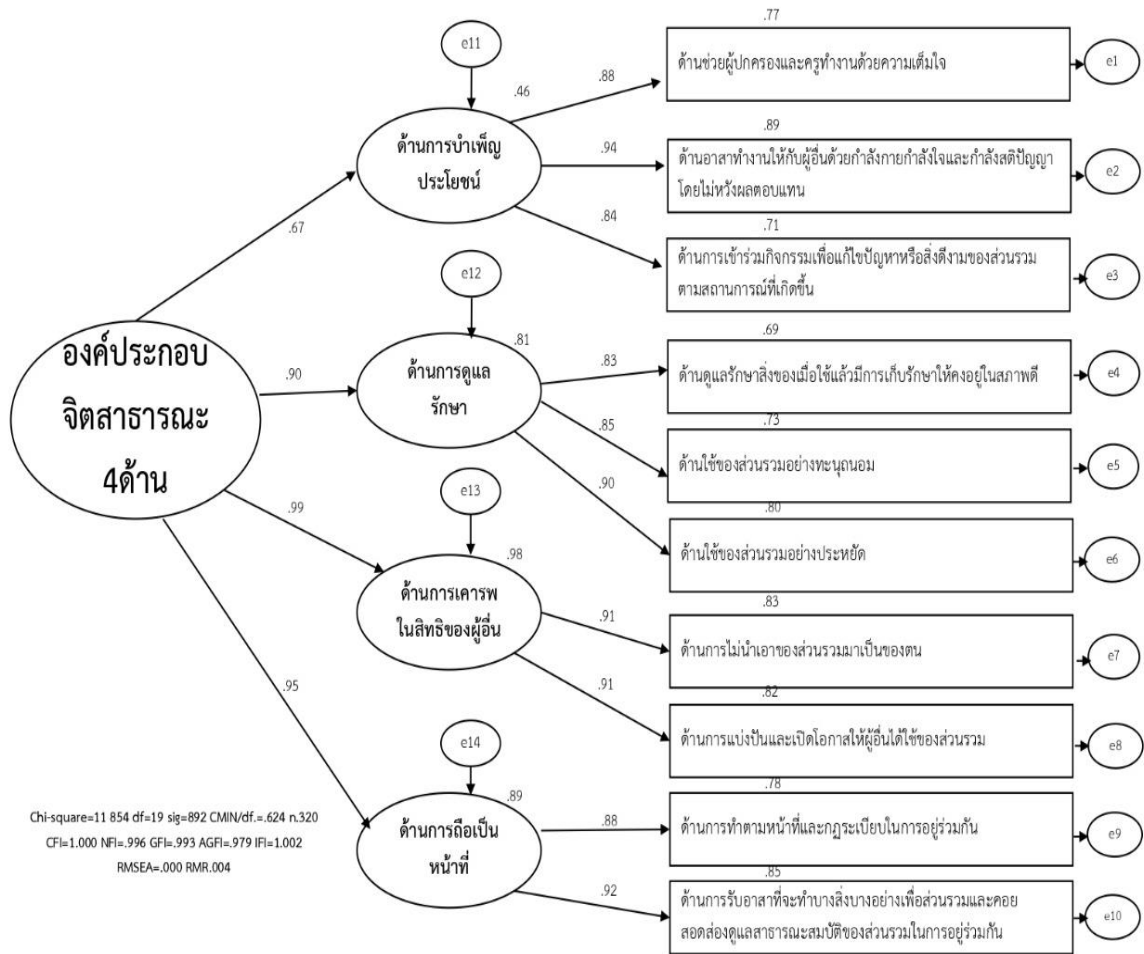 .77
e11
ด้านช่วยผู้ปกครองและครูทำงานด้วยความเต็มใจ
e1
.88
.46
ด้านการบำเพ็ญ
ประโยชน์
.89
.94
ด้านอาสาทำงานให้กับผู้อื่นด้วยกำลังกายกำลังใจและกำลังสติปัญญา
โดยไม่หวังผลตอบแทน
e2
.84
.71
.67
ด้านการเข้าร่วมกิจกรรมเพื่อแก้ไขปัญหาหรือสิ่งดีงามของส่วนรวม
ตามสถานการณ์ที่เกิดขึ้น
e3
e12
.69
องค์ประกอบ
จิตสาธารณะ
4ด้าน
.90
.81
ด้านการดูแล
รักษา
.83
ด้านดูแลรักษาสิ่งของเมื่อใช้แล้วมีการเก็บรักษาให้คงอยู่ในสภาพดี
e4
.85
.73
ด้านใช้ของส่วนรวมอย่างทะนุถนอม
e5
.90
e13
.99
.80
ด้านใช้ของส่วนรวมอย่างประหยัด
e6
.98
ด้านการเคารพ
ในสิทธิของผู้อื่น
.83
.91
ด้านการไม่นำเอาของส่วนรวมมาเป็นของตน
e7
.91
.82
.95
ด้านการแบ่งปันและเปิดโอกาสให้ผู้อื่นได้ใช้ของส่วนรวม
e8
e14
.78
.89
ด้านการถือเป็น
หน้าที่
.88
ด้านการทำตามหน้าที่และกฎระเบียบในการอยู่ร่วมกัน
e9
.92
.85
ด้านการรับอาสาที่จะทำบางสิ่งบางอย่างเพื่อส่วนรวมและคอย
สอดส่องดูแลสาธารณะสมบัติของส่วนรวมในการอยู่ร่วมกัน
e10
Chi-square=11 854 df=19 sig=892 CMIN/df.=.624 n.320
CFI=1.000 NFI=.996 GFI=.993 AGFI=.979 IFI=1.002
RMSEA=.000 RMR.004